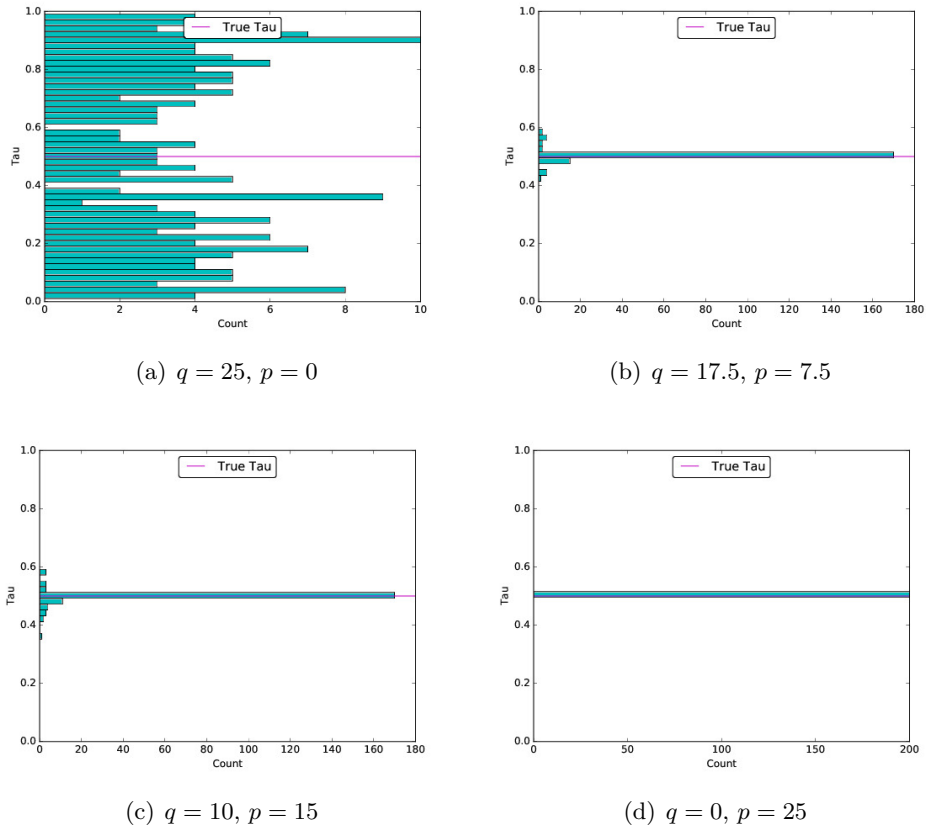 1.0
True Tau
0.8
0.6
Tau
0.4
0.2
0.0
0 2 4 6 8 10
Count
(a) q = 25, p = 0
1.0
True Tau
0.8
0.6
Tau
0.4
0.2
0.0
0 20 40 60 80 100 120 140 160 180
Count
(b) q = 17.5, p = 7.5
1.0
True Tau
0.8
0.6
Tau
0.4
0.2
0.0
0 20 40 60 80 100 120 140 160 180
Count
(c) q = 10, p = 15
1.0
True Tau
0.8
0.6
Tau
0.4
0.2
0.0
0 50 100 150 200
Count
(d) q = 0, p = 25